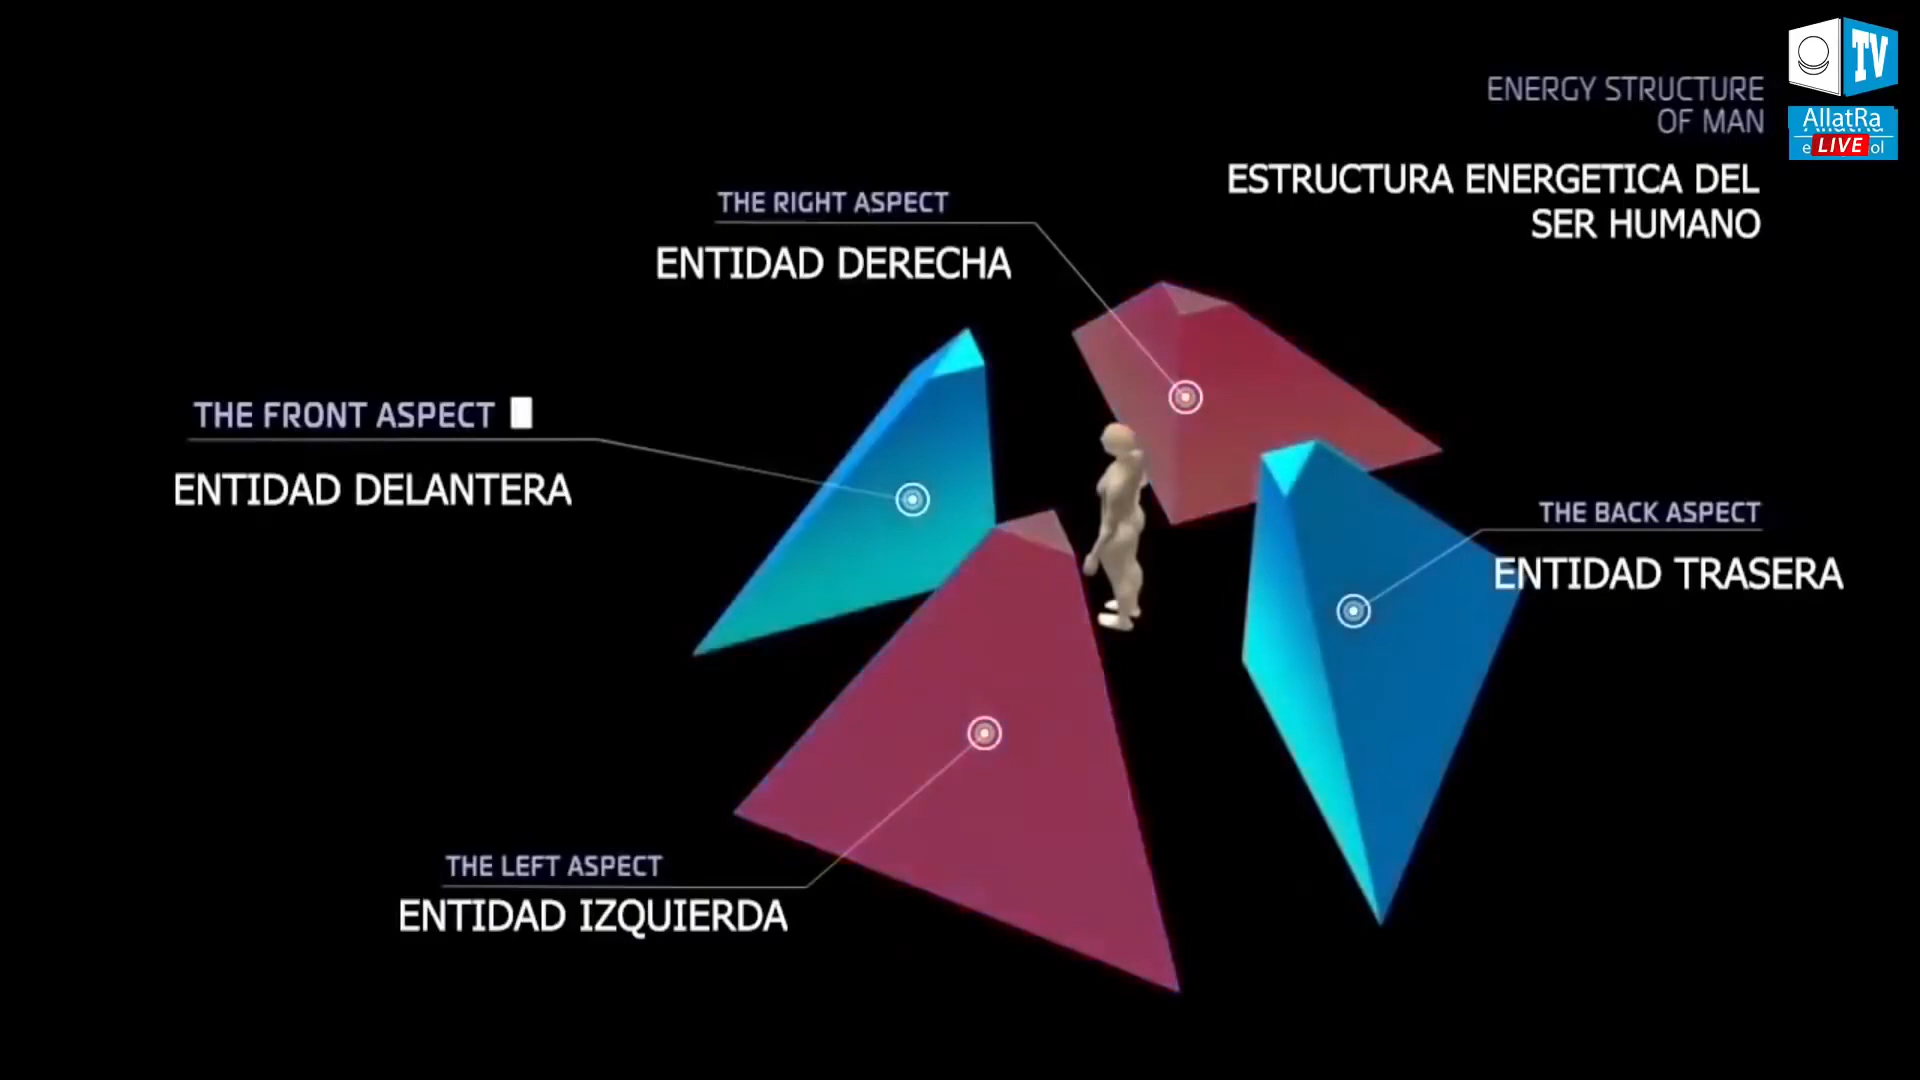 TV
AllatRa
LIVE
ENERGY STRUCTURE
OF MAN
ESTRUCTURA ENERGETICA DEL
SER HUMANO
THE RIGHT ASPECT
ENTIDAD DERECHA
THE FRONT ASPECT
ENTIDAD DELANTERA
THE BACK ASPECT
ENTIDAD TRASERA
THE LEFT ASPECT
ENTIDAD IZQUIERDA